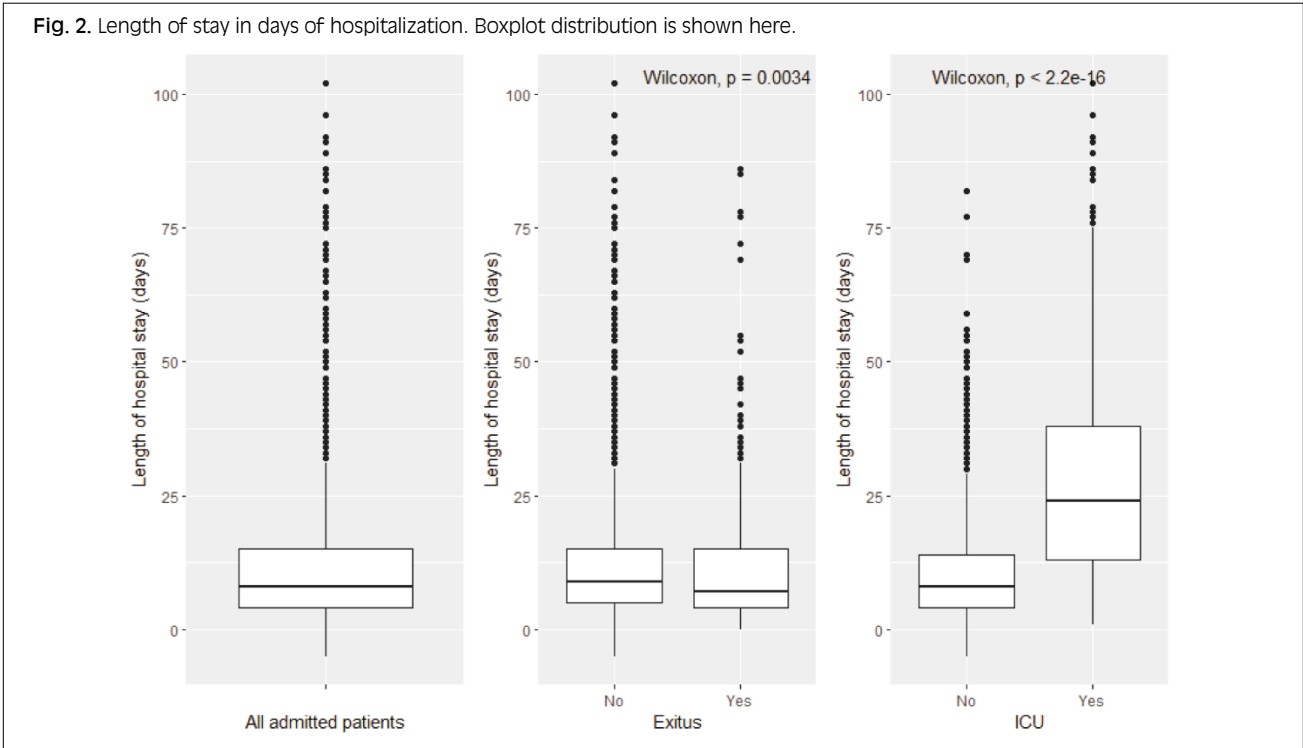 Fig. 2. Length of stay in days of hospitalization. Boxplot distribution is shown here.
Length of hospital stay (days)
100
75
50
25
0
All admitted patients
Wilcoxon, p = 0.0034
Length of hospital stay (days)
100
75
50
25
0
No Yes
Exitus
Wilcoxon, p < 2.2e-16
Length of hospital stay (days)
100
75
50
25
0
No Yes
ICU